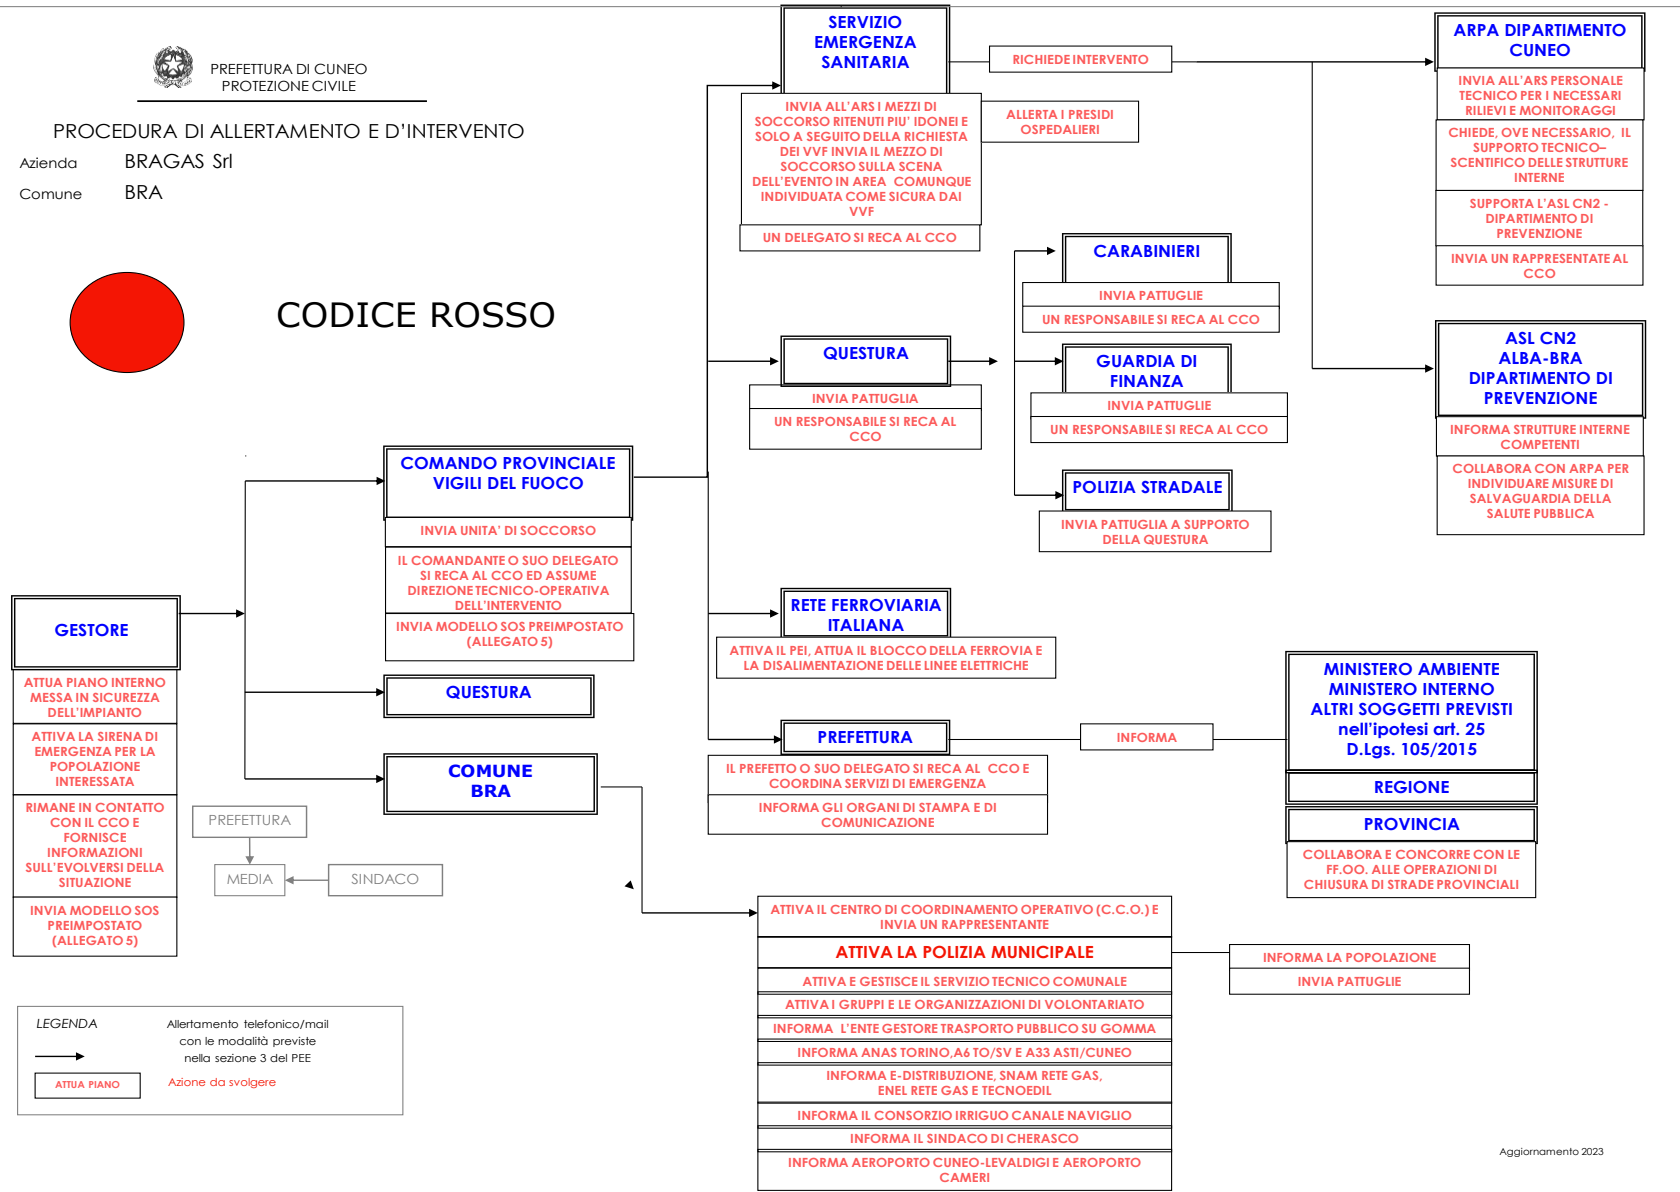 PREFETTURA DI CUNEO
PROTEZIONE CIVILE
PROCEDURA DI ALLERTAMENTO E D'INTERVENTO
Azienda BRAGAS Srl
Comune BRA
CODICE ROSSO
GESTORE
ATTUA PIANO INTERNO
MESSA IN SICUREZZA
DELL'IMPIANTO
ATTIVA LA SIRENA DI
EMERGENZA PER LA
POPOLAZIONE
INTERESSATA
RIMANE IN CONTATTO
CON IL CCO E
FORNISCE
INFORMAZIONI
SULL'EVOLVERSI DELLA
SITUAZIONE
INVIA MODELLO SOS
PREIMPOSTATO
(ALLEGATO 5)
COMANDO PROVINCIALE
VIGILI DEL FUOCO
INVIA UNITA' DI SOCCORSO
IL COMANDANTE O SUO DELEGATO
SI RECA AL CCO ED ASSUME
DIREZIONE TECNICO-OPERATIVA
DELL'INTERVENTO
INVIA MODELLO SOS PREIMPOSTATO
(ALLEGATO 5)
QUESTURA
COMUNE
BRA
PREFETTURA
MEDIA
SINDACO
SERVIZIO
EMERGENZA
SANITARIA
INVIA ALL'ARS I MEZZI DI
SOCCORSO RITENUTI PIU' IDONEI E
SOLO A SEGUITO DELLA RICHIESTA
DEI VVF INVIA IL MEZZO DI
SOCCORSO SULLA SCENA
DELL'EVENTO IN AREA COMUNQUE
INDIVIDUATA COME SICURA DAI
VVF
UN DELEGATO SI RECA AL CCO
RICHIEDE INTERVENTO
ALLERTA I PRESIDI
OSPEDALIERI
QUESTURA
INVIA PATTUGLIA
UN RESPONSABILE SI RECA AL
CCO
CARABINIERI
INVIA PATTUGLIE
UN RESPONSABILE SI RECA AL CCO
GUARDIA DI
FINANZA
INVIA PATTUGLIE
UN RESPONSABILE SI RECA AL CCO
POLIZIA STRADALE
INVIA PATTUGLIA A SUPPORTO
DELLA QUESTURA
RETE FERROVIARIA
ITALIANA
ATTIVA IL PEI, ATTUA IL BLOCCO DELLA FERROVIA E
LA DISALIMENTAZIONE DELLE LINEE ELETTRICHE
PREFETTURA
IL PREFETTO O SUO DELEGATO SI RECA AL CCO E
COORDINA SERVIZI DI EMERGENZA
INFORMA GLI ORGANI DI STAMPA E DI
COMUNICAZIONE
INFORMA
ARPA DIPARTIMENTO
CUNEO
INVIA ALL'ARS PERSONALE
TECNICO PER I NECESSARI
RILIEVI E MONITORAGGI
CHIEDE, OVE NECESSARIO, IL
SUPPORTO TECNICO–
SCENTIFICO DELLE STRUTTURE
INTERNE
SUPPORTA L'ASL CN2 -
DIPARTIMENTO DI
PREVENZIONE
INVIA UN RAPPRESENTATE AL
CCO
ASL CN2
ALBA-BRA
DIPARTIMENTO DI
PREVENZIONE
INFORMA STRUTTURE INTERNE
COMPETENTI
COLLABORA CON ARPA PER
INDIVIDUARE MISURE DI
SALVAGUARDIA DELLA
SALUTE PUBBLICA
MINISTERO AMBIENTE
MINISTERO INTERNO
ALTRI SOGGETTI PREVISTI
nell'ipotesi art. 25
D.Lgs. 105/2015
REGIONE
PROVINCIA
COLLABORA E CONCORRE CON LE
FF.OO. ALLE OPERAZIONI DI
CHIUSURA DI STRADE PROVINCIALI
ATTIVA IL CENTRO DI COORDINAMENTO OPERATIVO (C.C.O.) E
INVIA UN RAPPRESENTANTE
ATTIVA LA POLIZIA MUNICIPALE
ATTIVA E GESTISCE IL SERVIZIO TECNICO COMUNALE
ATTIVA I GRUPPI E LE ORGANIZZAZIONI DI VOLONTARIATO
INFORMA L'ENTE GESTORE TRASPORTO PUBBLICO SU GOMMA
INFORMA ANAS TORINO,A6 TO/SV E A33 ASTI/CUNEO
INFORMA E-DISTRIBUZIONE, SNAM RETE GAS,
ENEL RETE GAS E TECNOEDIL
INFORMA IL CONSORZIO IRRIGUO CANALE NAVIGLIO
INFORMA IL SINDACO DI CHERASCO
INFORMA AEROPORTO CUNEO-LEVALDIGI E AEROPORTO
CAMERI
INFORMA LA POPOLAZIONE
INVIA PATTUGLIE
LEGENDA
Allertamento telefonico/mail
con le modalità previste
nella sezione 3 del PEE
ATTUA PIANO
Azione da svolgere
Aggiornamento 2023